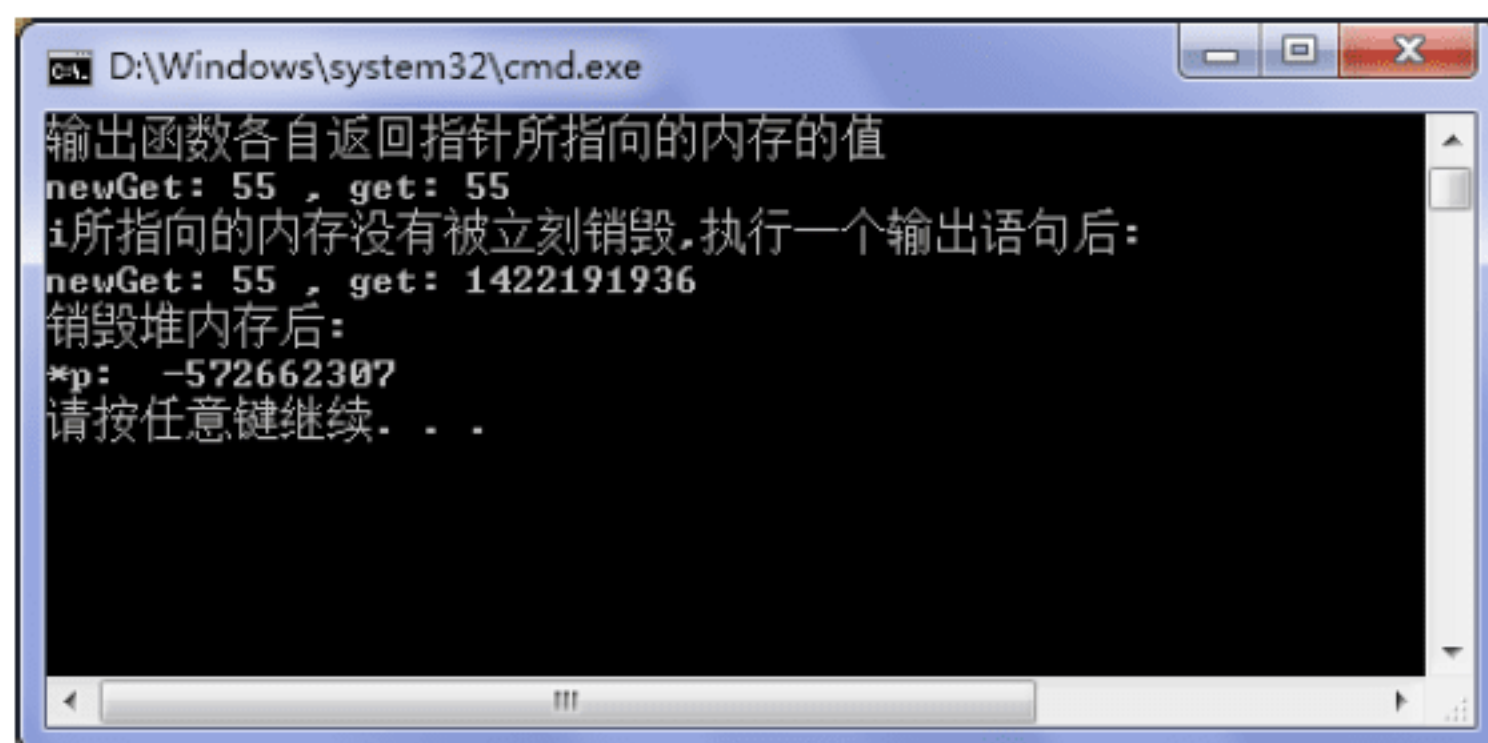 D:\Windows\system32\cmd.exe
输出函数各自返回指针所指向的内存的值
newGet: 55 , get: 55
i所指向的内存没有被立刻销毁,执行一个输出语句后:
newGet: 55 , get: 1422191936
销毁堆内存后:
*p:  -572662307
请按任意键继续. . .